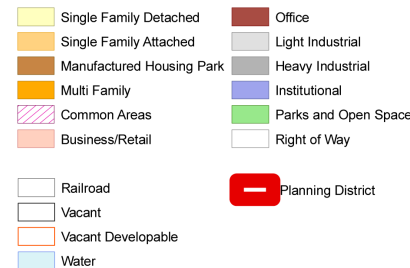 Single Family Detached
Single Family Attached
Manufactured Housing Park
Multi Family
Common Areas
Business/Retail
Railroad
Vacant
Vacant Developable
Water
Office
Light Industrial
Heavy Industrial
Institutional
Parks and Open Space
Right of Way
Planning District